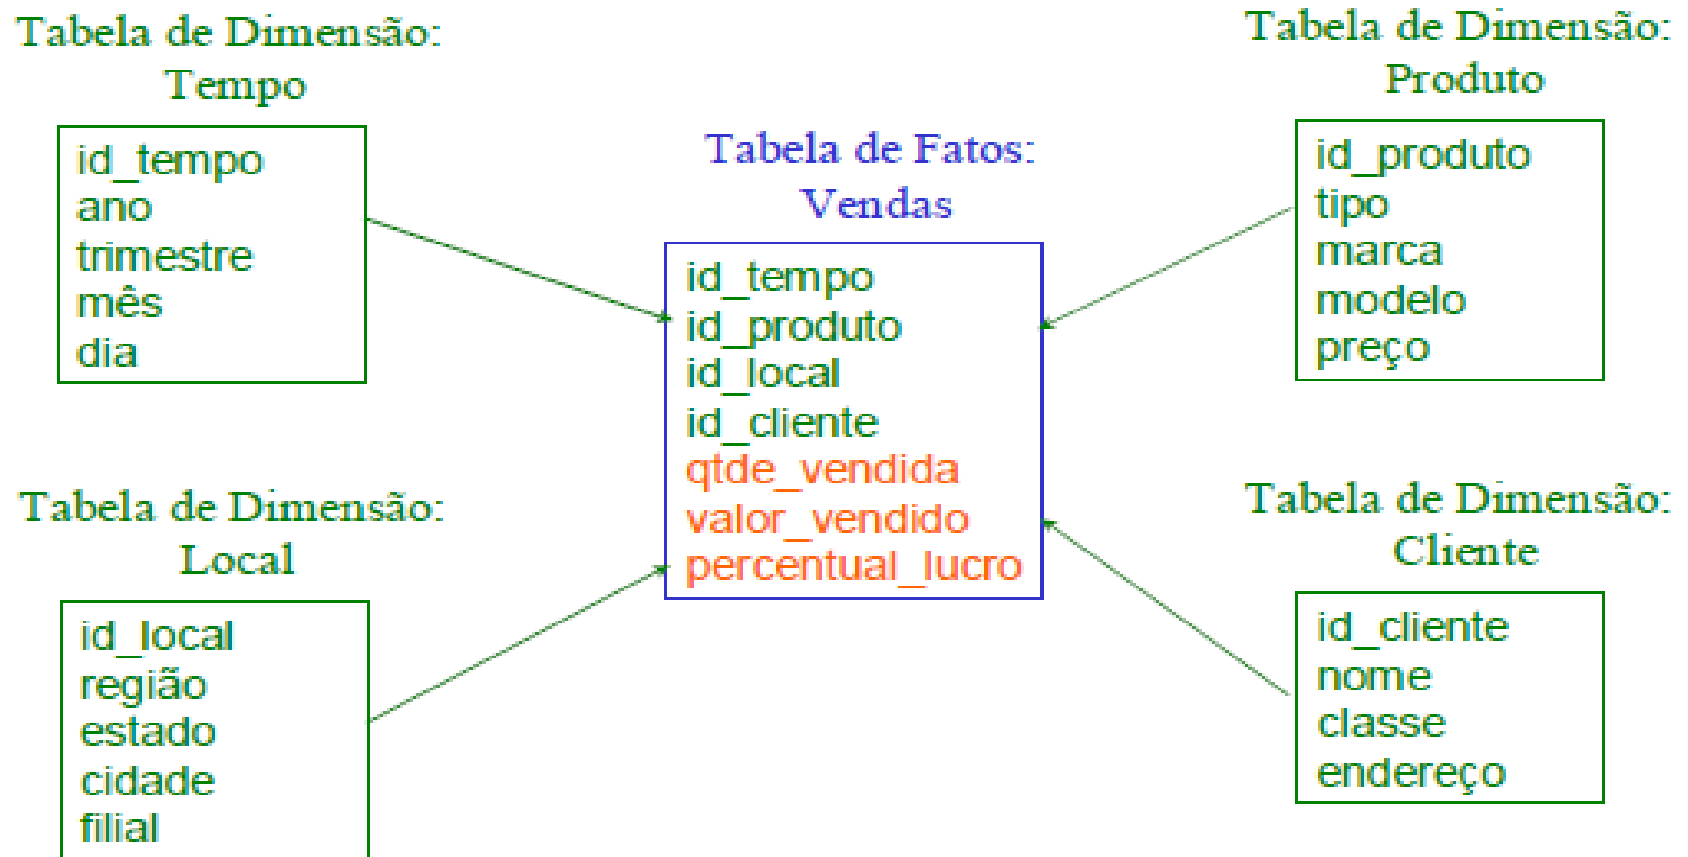 Tabela de Dimensão:
Tempo
id_tempo
ano
trimestre
mês
dia
Tabela de Fatos:
Vendas
id_tempo
id_produto
id_local
id_cliente
qtde_vendida
valor_vendido
percentual_lucro
Tabela de Dimensão:
Produto
id_produto
tipo
marca
modelo
preço
Tabela de Dimensão:
Local
id_local
região
estado
cidade
filial
Tabela de Dimensão:
Cliente
id_cliente
nome
classe
endereço